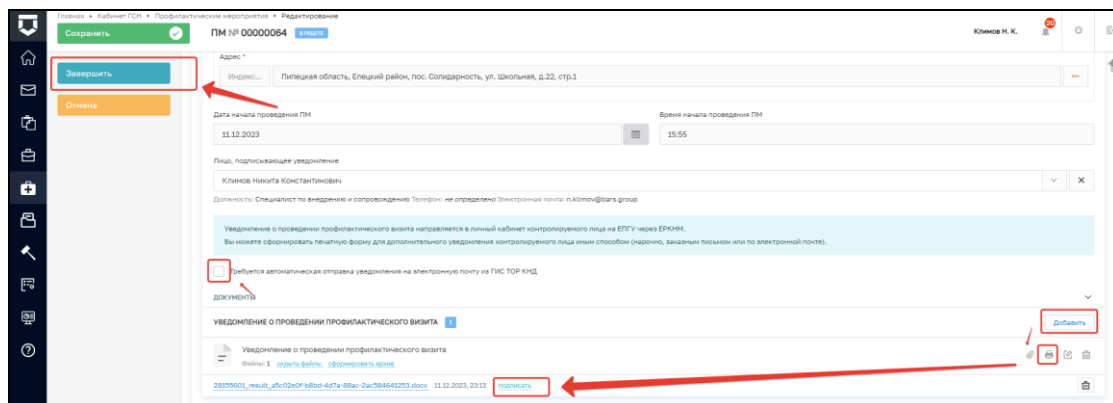 Главная • Кабинет ГСН • Профилактические мероприятия • Редактирование
Сохранить
ПМ № 00000064 В РАБОТЕ
Климов Н. К.
20
Адрес *
Завершить
Индекс... Липецкая область, Елецкий район, пос. Солидарность, ул. Школьная, д.22, стр.1
Отмена
Дата начала проведения ПМ
Время начала проведения ПМ
11.12.2023
15:55
Лицо, подписывающее уведомление
Климов Никита Константинович
Должность: Специалист по внедрению и сопровождению Телефон: не определено Электронная почта: n.klimov@bars.group
Уведомление о проведении профилактического визита направляется в личный кабинет контролируемого лица на ЕПГУ через ЕРКНМ.
Вы можете сформировать печатную форму для дополнительного уведомления контролируемого лица иным способом (нарочно, заказным письмом или по электронной почте).
Требуется автоматическая отправка уведомления на электронную почту из ГИС ТОР КНД
ДОКУМЕНТЫ
УВЕДОМЛЕНИЕ О ПРОВЕДЕНИИ ПРОФИЛАКТИЧЕСКОГО ВИЗИТА 1
Добавить
Уведомление о проведении профилактического визита
Файлы: 1 скрыть файлы сформировать архив
28155601_result_a5c02e0f-b8bd-4d7a-88ac-2ac584641253.docx 11.12.2023, 23:13 подписать